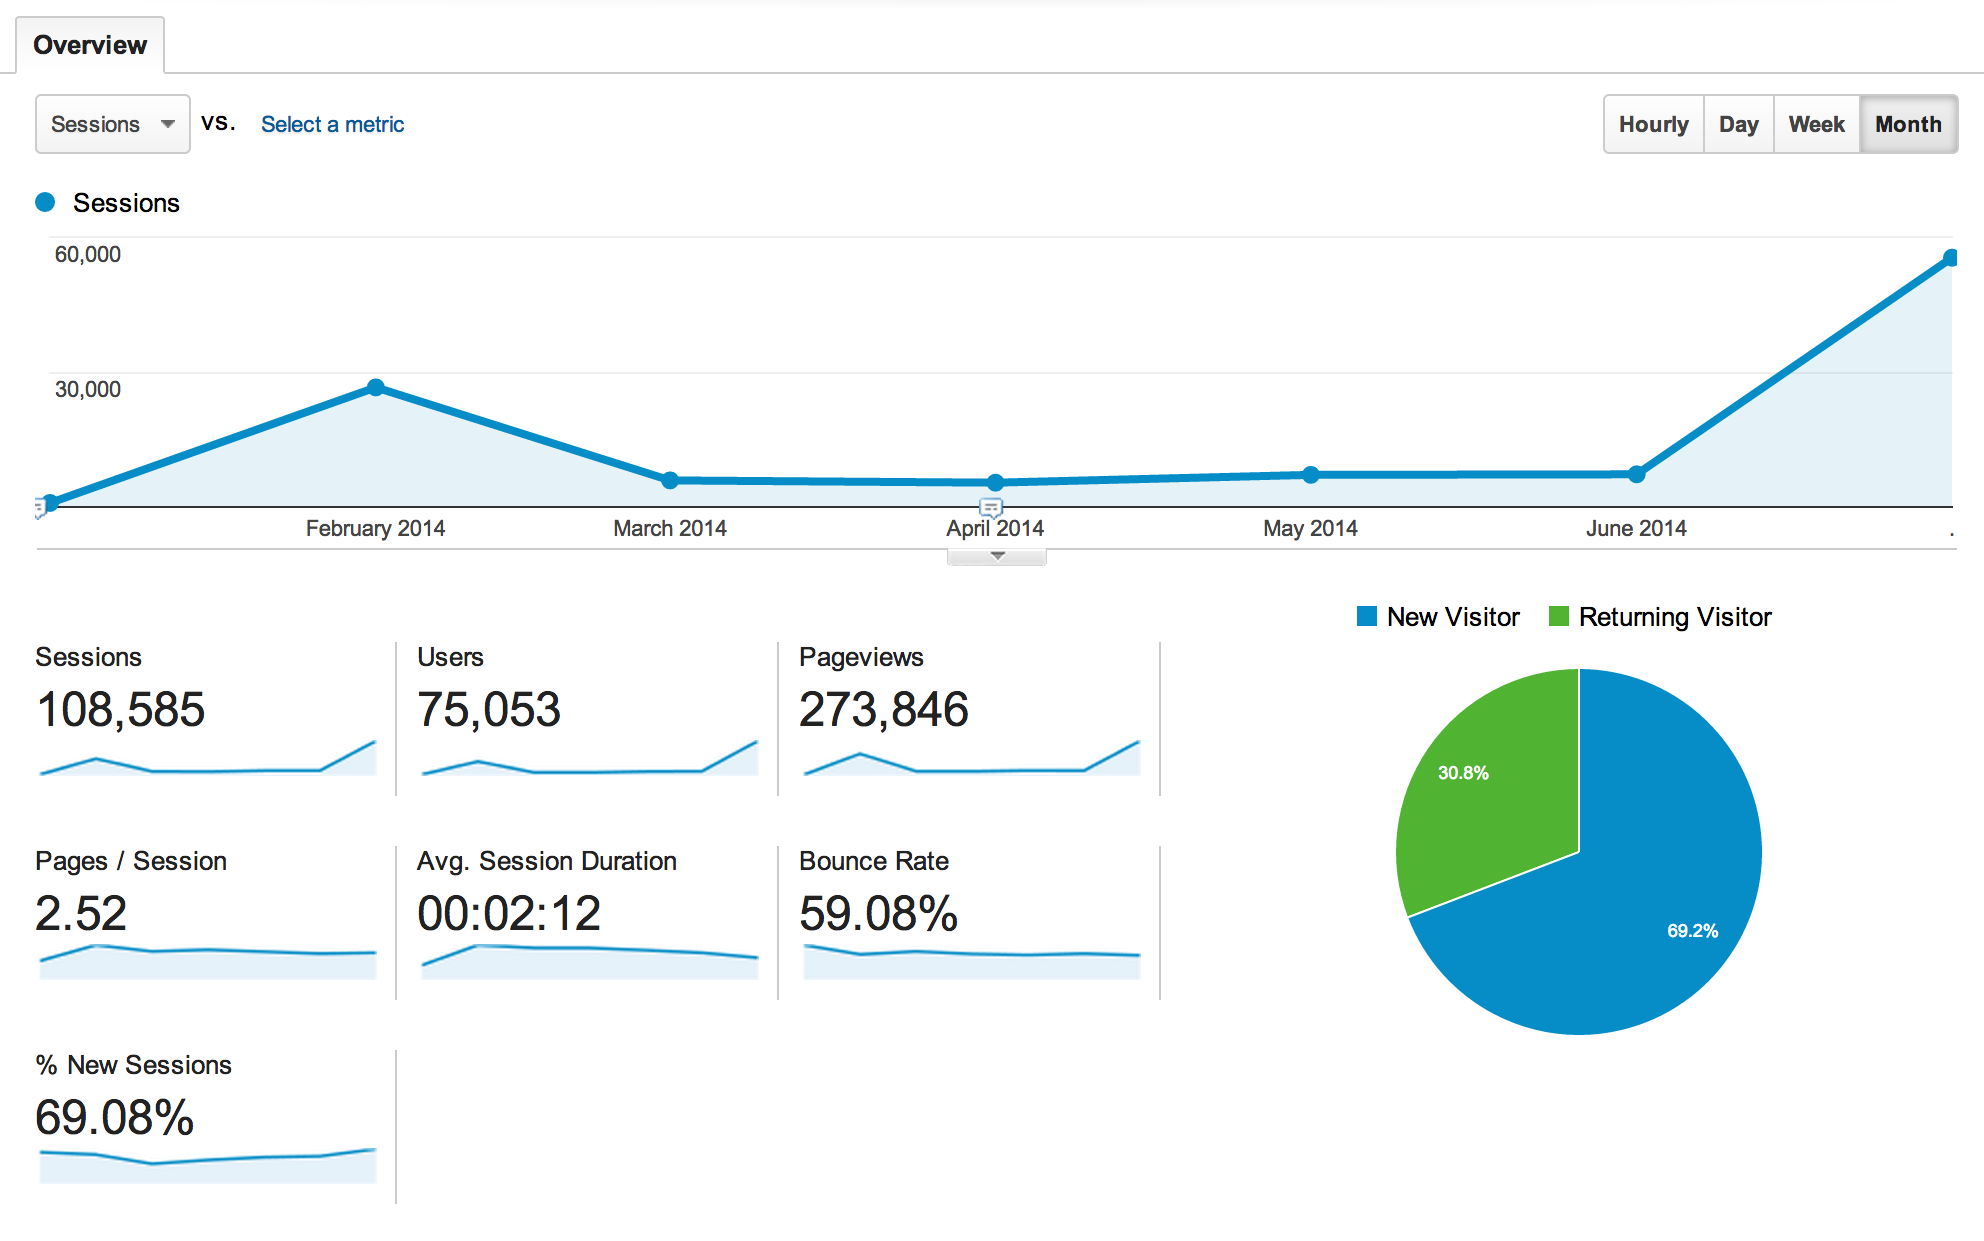 Overview
Sessions vs. Select a metric
Hourly Day Week Month
Sessions
60,000
30,000
February 2014 March 2014 April 2014 May 2014 June 2014 .
New Visitor Returning Visitor
Sessions
108,585
Users
75,053
Pageviews
273,846
Pages / Session
2.52
Avg. Session Duration
00:02:12
Bounce Rate
59.08%
% New Sessions
69.08%
30.8%
69.2%